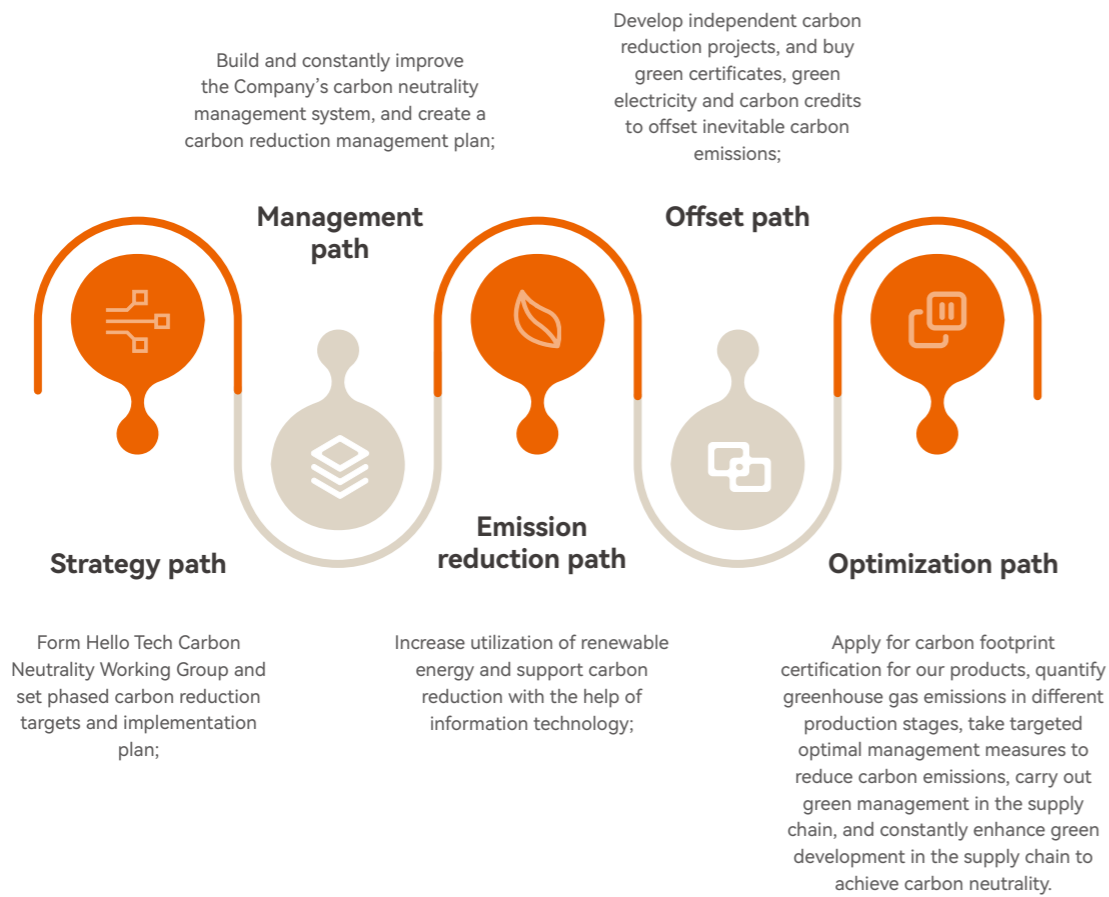 Strategy path
Form Hello Tech Carbon
Neutrality Working Group and
set phased carbon reduction
targets and implementation
plan;
Build and constantly improve
the Company’s carbon neutrality
management system, and create a
carbon reduction management plan;
Management
path
Emission
reduction path
Increase utilization of renewable
energy and support carbon
reduction with the help of
information technology;
Develop independent carbon
reduction projects, and buy
green certificates, green
electricity and carbon credits
to offset inevitable carbon
emissions;
Offset path
Optimization path
Apply for carbon footprint
certification for our products, quantify
greenhouse gas emissions in different
production stages, take targeted
optimal management measures to
reduce carbon emissions, carry out
green management in the supply
chain, and constantly enhance green
development in the supply chain to
achieve carbon neutrality.